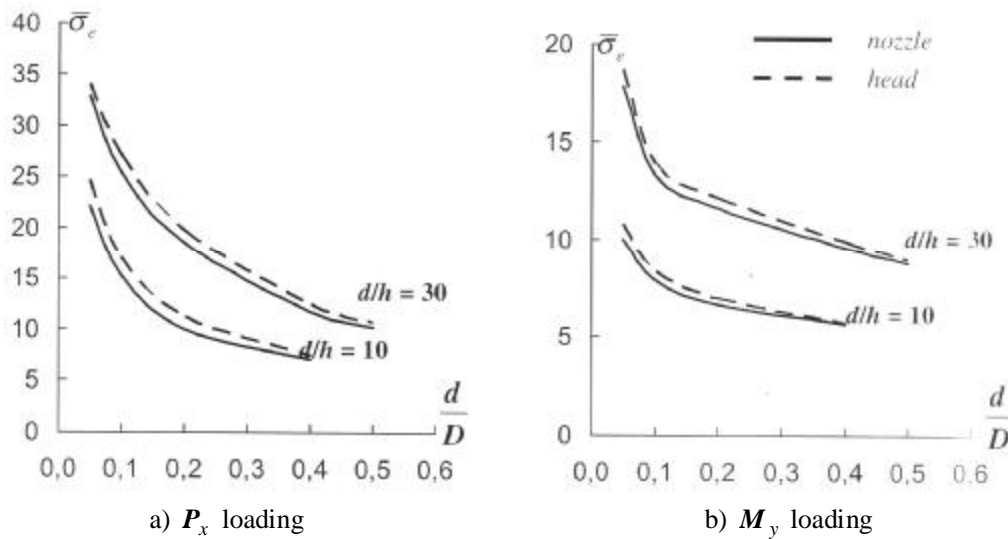 σ̅ₑ
40
35
30
25
20
15
10
5
0
d/h = 30
d/h = 10
d
D
0,0 0,1 0,2 0,3 0,4 0,5 0,6
a) Pₓ loading
σ̅ₑ
nozzle
head
20
15
10
5
0
d/h = 30
d/h = 10
d
D
0,0 0,1 0,2 0,3 0,4 0,5 0.6
b) M_y loading